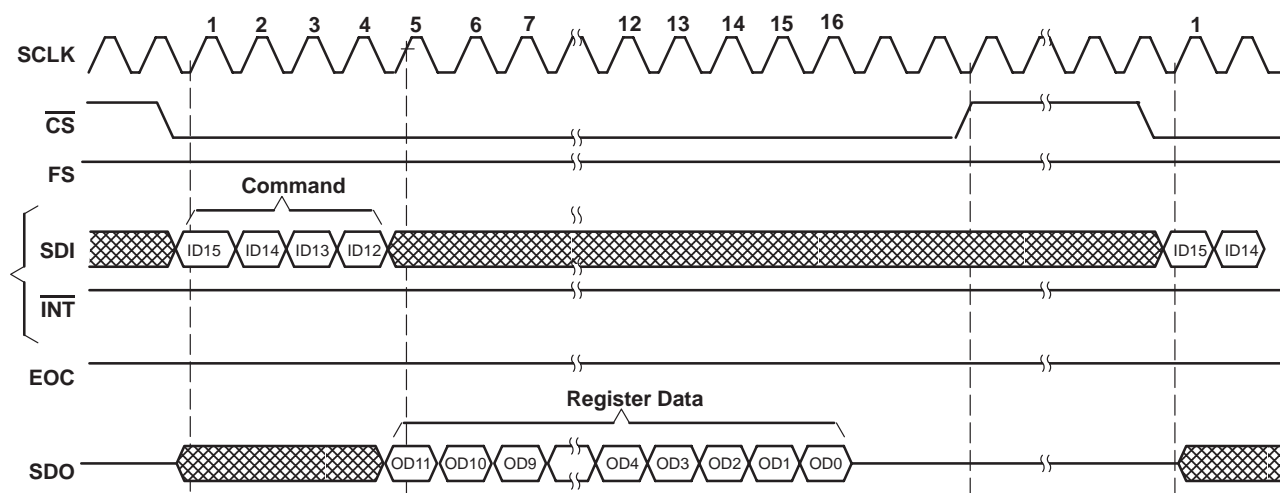 1 2 3 4 5 6 7 12 13 14 15 16 1
SCLK
CS
FS
Command
SDI ID15 ID14 ID13 ID12 ID15 ID14
INT
EOC
Register Data
SDO OD11 OD10 OD9 OD4 OD3 OD2 OD1 OD0